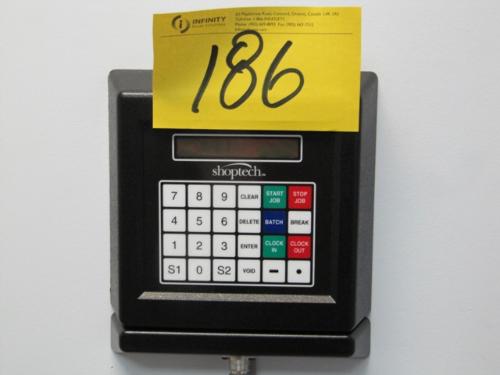 INFINITY
186
shoptech
7 8 9 CLEAR START JOB STOP JOB
4 5 6 DELETE BATCH BREAK
1 2 3 ENTER CLOCK IN CLOCK OUT
S1 0 S2 VOID - •